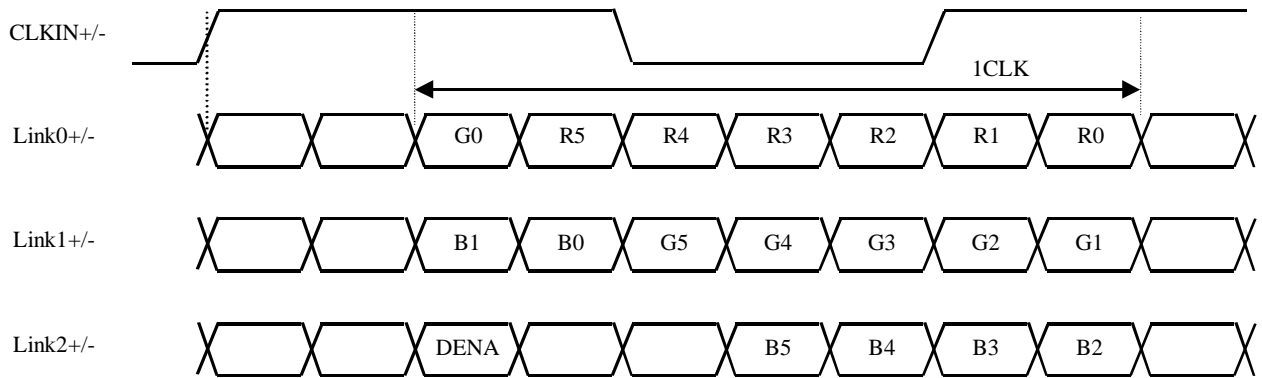 CLKIN+/-
1CLK
Link0+/- G0 R5 R4 R3 R2 R1 R0
Link1+/- B1 B0 G5 G4 G3 G2 G1
Link2+/- DENA B5 B4 B3 B2